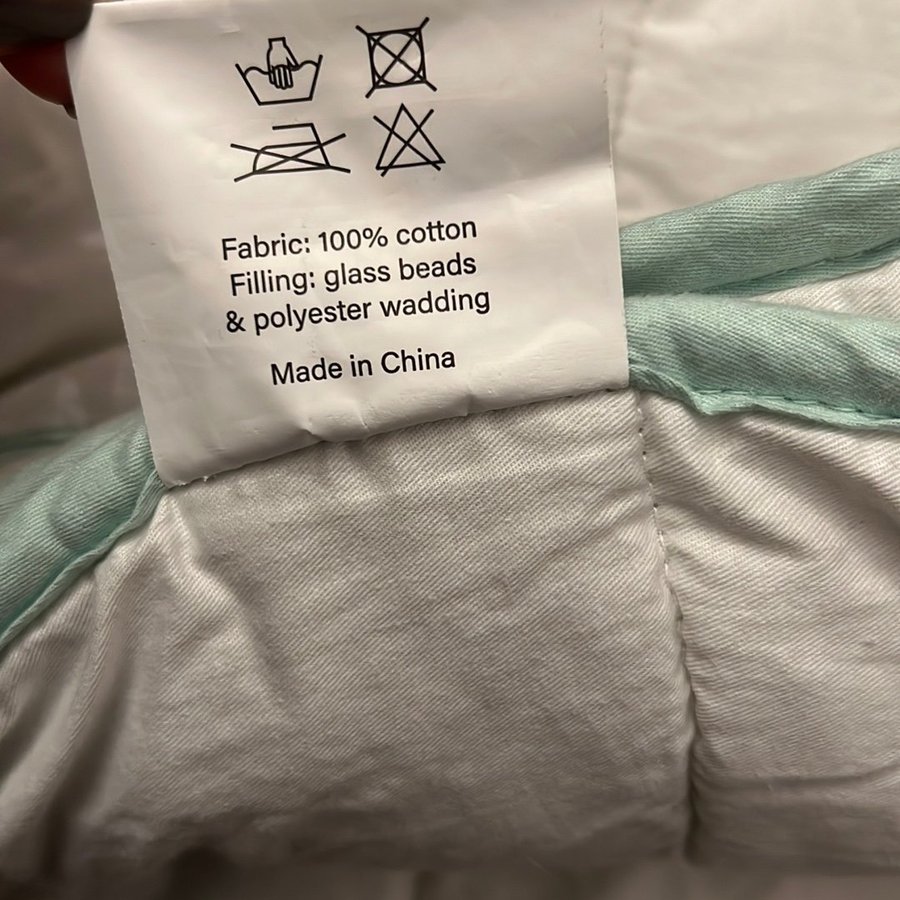 Fabric: 100% cotton
Filling: glass beads
& polyester wadding
Made in China